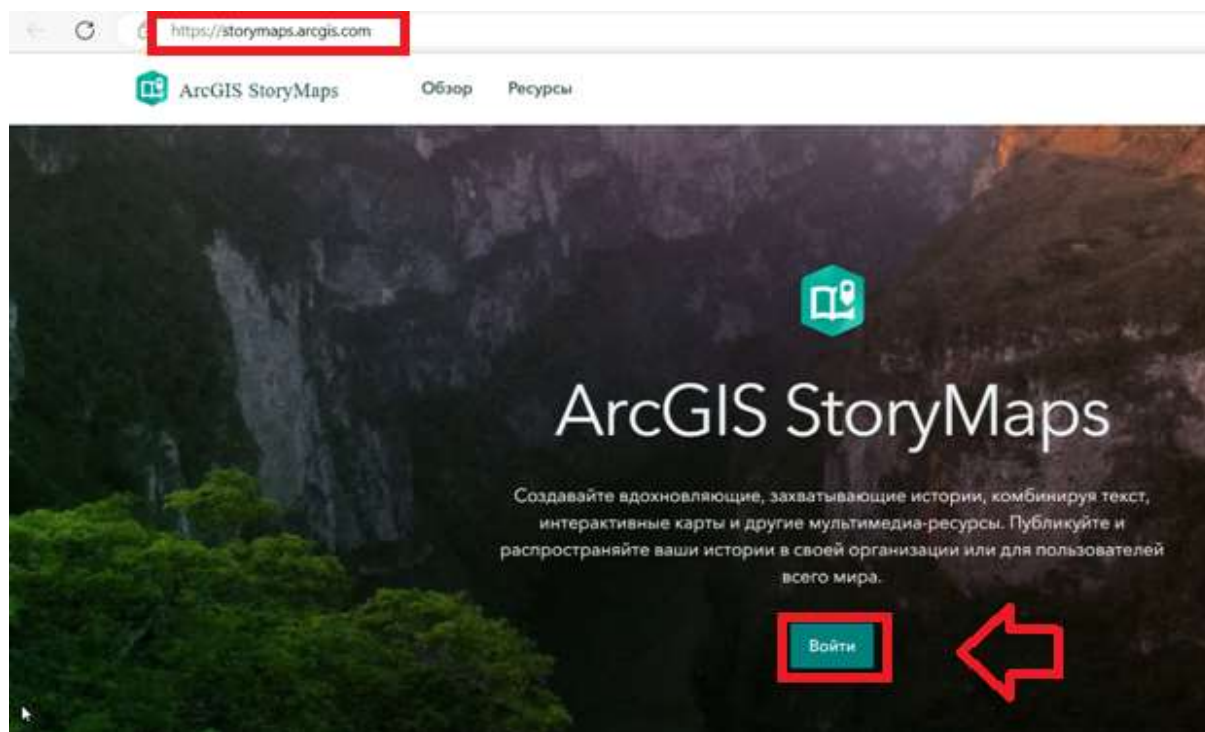 https://storymaps.arcgis.com
ArcGIS StoryMaps Обзор Ресурсы
ArcGIS StoryMaps
Создавайте вдохновляющие, захватывающие истории, комбинируя текст,
интерактивные карты и другие мультимедиа-ресурсы. Публикуйте и
распространяйте ваши истории в своей организации или для пользователей
всего мира.
Войти